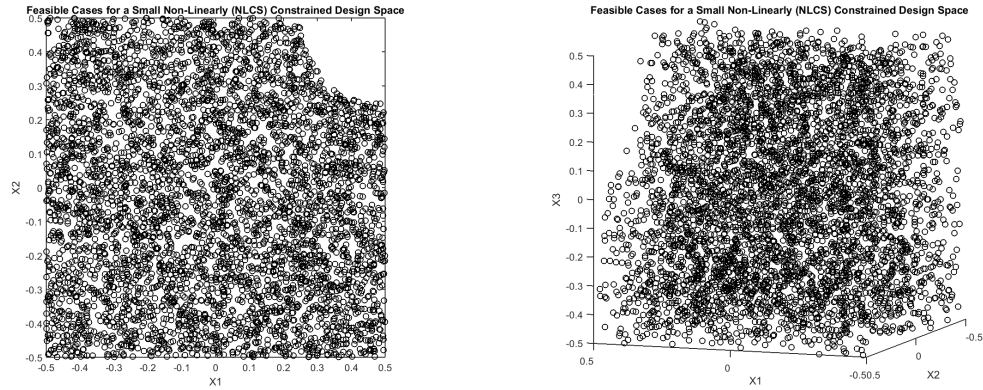 Feasible Cases for a Small Non-Linearly (NLCS) Constrained Design Space
0.5
0.4
0.3
0.2
0.1
0
-0.1
-0.2
-0.3
-0.4
-0.5
X2
-0.5 -0.4 -0.3 -0.2 -0.1 0 0.1 0.2 0.3 0.4 0.5
X1
Feasible Cases for a Small Non-Linearly (NLCS) Constrained Design Space
0.5
0.4
0.3
0.2
0.1
0
-0.1
-0.2
-0.3
-0.4
-0.5
X3
0.5 0 -0.5
X1
0.5 0 -0.5
X2